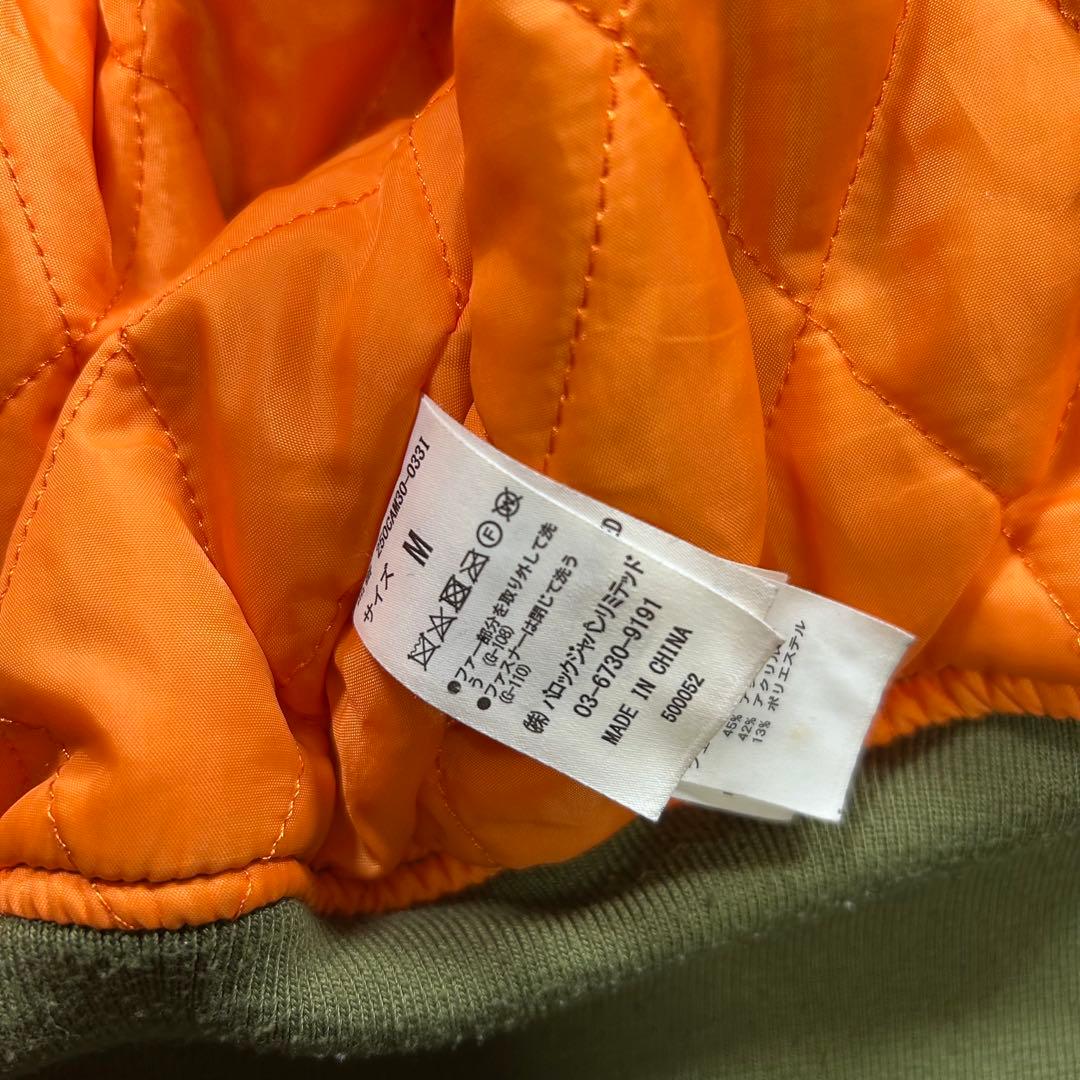 250GAM30-0331
サイズ
M
F W
●ファー部分を取り外して洗
う (G-108)
●ファスナーは閉じて洗う
(G-110)
(株)バロックジャパンリミテッド
03-6730-9191
MADE IN CHINA
500052
45%
42% アクリル
13% ポリエステル